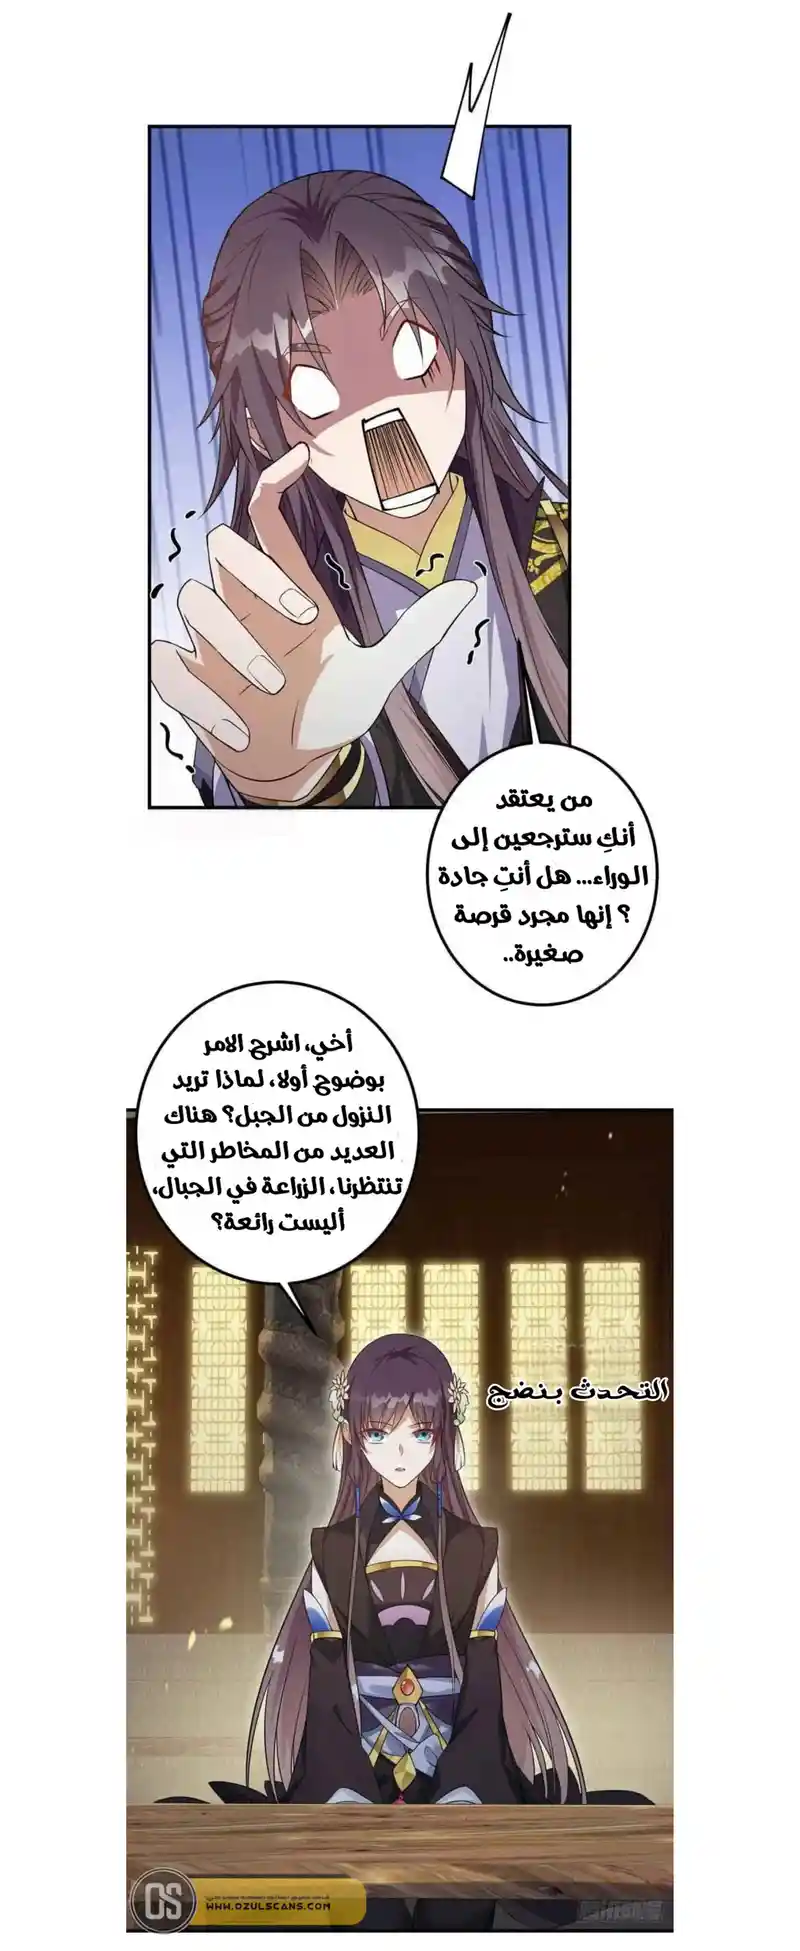 من يعتقد
أنكِ سترجعين إلى
الوراء... هل أنتِ جادة
؟ إنها مجرد قرصة
صغيرة..
أخي، اشرح الامر
بوضوح أولا، لماذا تريد
النزول من الجبل؟ هناك
العديد من المخاطر التي
تنتظرنا، الزراعة في الجبال،
أليست رائعة؟
التحدث بنضج
OS
WWW.OZULSCANS.COM